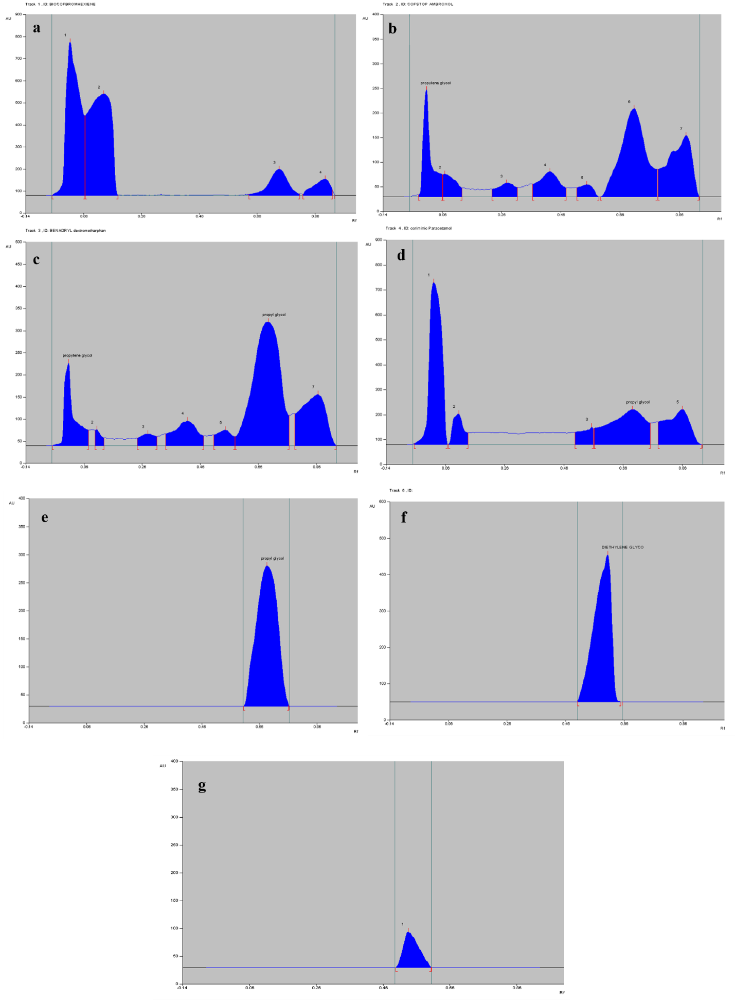 Track 1 , ID: BIOCOFBROMHEXIENE
AU
a
900
800
700
600
500
400
300
200
100
0
1
2
3
4
-0.14 0.06 0.26 0.46 0.66 0.86
Rf
Track 2 , ID: COFSTOP AMBROXOL
AU
b
400
350
300
250
200
150
100
50
0
propylene glycol
2
3
4
5
6
7
-0.14 0.06 0.26 0.46 0.66 0.86
Rf
Track 3 , ID: BENADRYL dextrometharphan
AU
c
500
450
400
350
300
250
200
150
100
50
0
propylene glycol
2
3
4
5
propyl glycol
7
-0.14 0.06 0.26 0.46 0.66 0.86
Rf
Track 4 , ID: coriminic Paracetamol
AU
d
900
800
700
600
500
400
300
200
100
0
1
2
3
propyl glycol
5
-0.14 0.06 0.26 0.46 0.66 0.86
Rf
AU
e
400
350
300
250
200
150
100
50
0
propyl glycol
-0.14 0.06 0.26 0.46 0.66 0.86
Rf
Track 6 , ID:
AU
f
600
500
400
300
200
100
0
DIETHYLENE GLYCO
-0.14 0.06 0.26 0.46 0.66 0.86
Rf
AU
g
400
350
300
250
200
150
100
50
0
1
-0.14 0.06 0.26 0.46 0.66 0.86
Rf